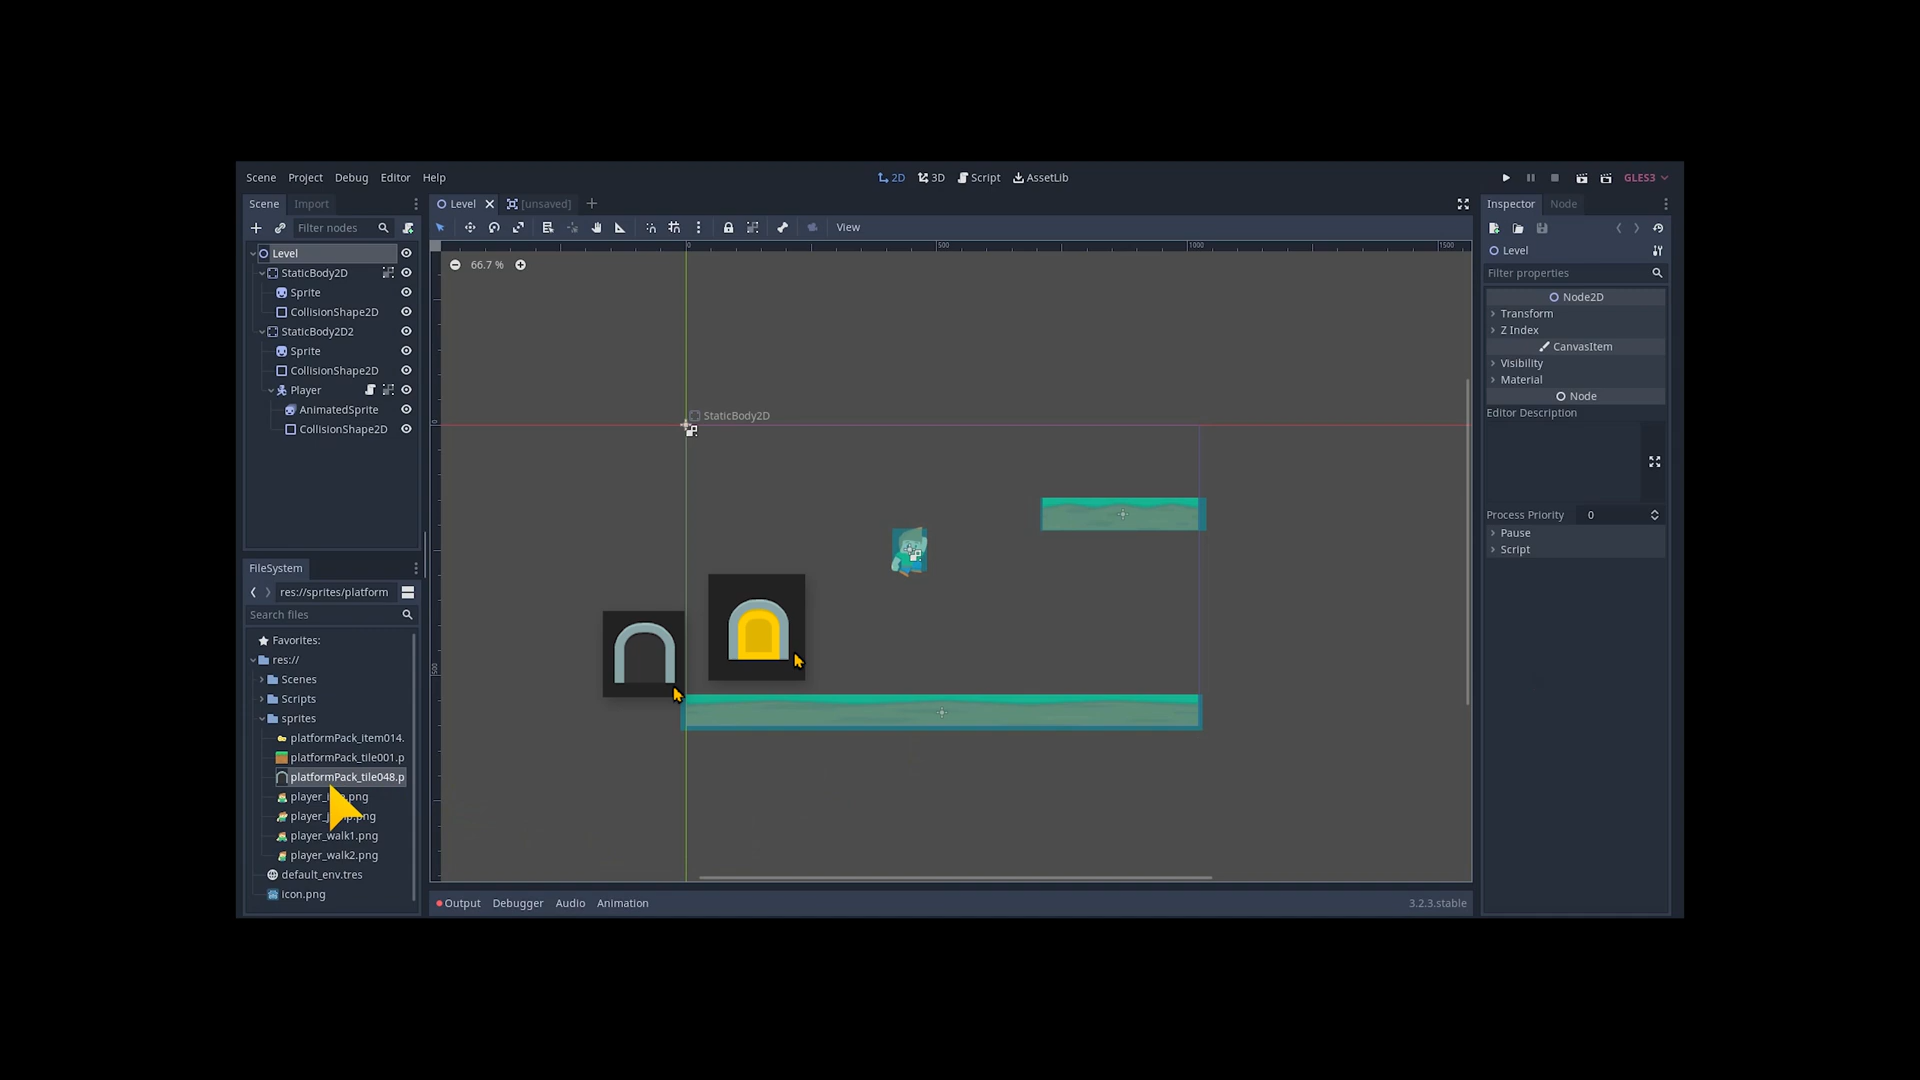 Scene Project Debug Editor Help
2D 3D Script AssetLib
GLES3
Scene Import
Level [unsaved]
Inspector Node
Filter nodes
View
Level
StaticBody2D
Sprite
CollisionShape2D
StaticBody2D2
Sprite
CollisionShape2D
Player
AnimatedSprite
CollisionShape2D
0 500 1000 1500
66.7 %
0
500
StaticBody2D
FileSystem
res://sprites/platform
Search files
Favorites:
res://
Scenes
Scripts
sprites
platformPack_item014.
platformPack_tile001.p
platformPack_tile048.p
player_walk1.png
player_walk2.png
default_env.tres
icon.png
Output Debugger Audio Animation
3.2.3.stable
Level
Filter properties
Node2D
Transform
Z Index
CanvasItem
Visibility
Material
Node
Editor Description
Process Priority 0
Pause
Script